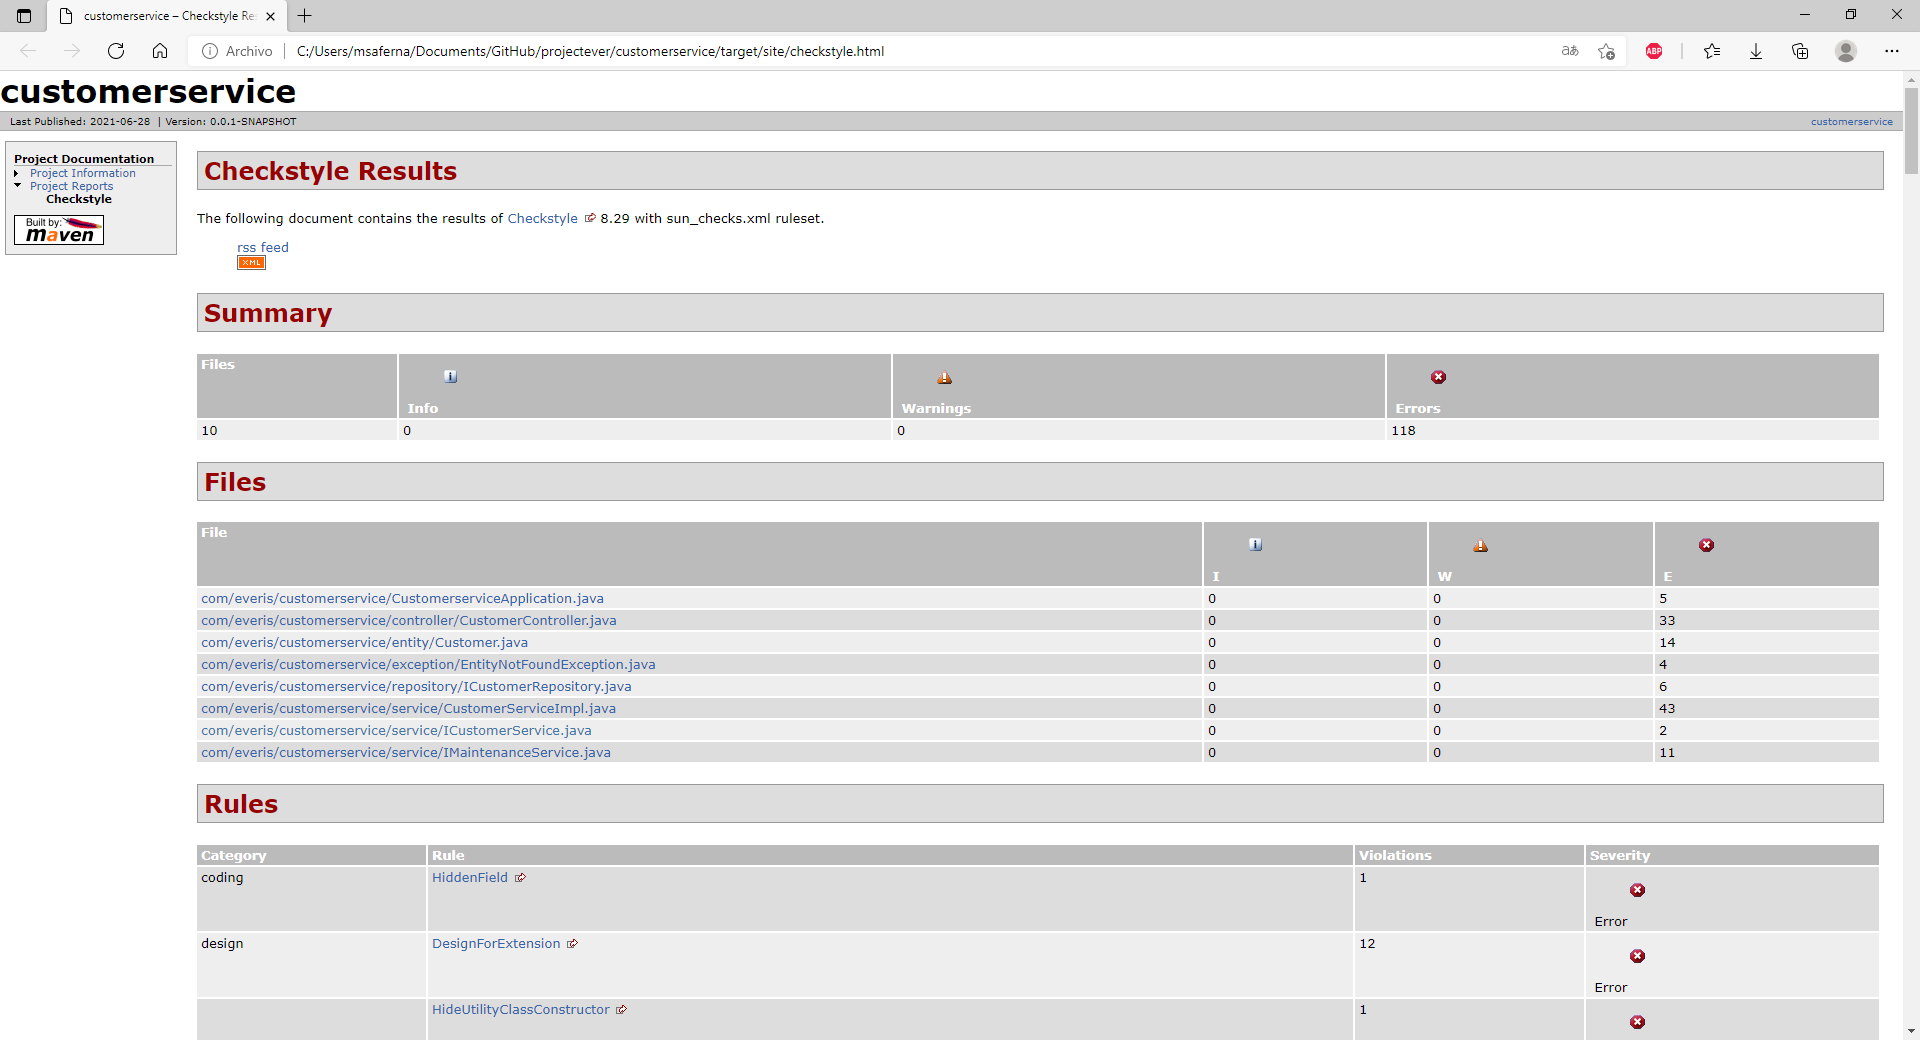 customerservice – Checkstyle Re
Archivo
C:/Users/msaferna/Documents/GitHub/projectever/customerservice/target/site/checkstyle.html
aあ
ABP
customerservice
Last Published: 2021-06-28 | Version: 0.0.1-SNAPSHOT
customerservice
Project Documentation
Project Information
Project Reports
Checkstyle
Built by:
maven
Checkstyle Results
The following document contains the results of Checkstyle 8.29 with sun_checks.xml ruleset.
rss feed
XML
Summary
Files Info Warnings Errors
10 0 0 118
Files
File I W E
com/everis/customerservice/CustomerserviceApplication.java 0 0 5
com/everis/customerservice/controller/CustomerController.java 0 0 33
com/everis/customerservice/entity/Customer.java 0 0 14
com/everis/customerservice/exception/EntityNotFoundException.java 0 0 4
com/everis/customerservice/repository/ICustomerRepository.java 0 0 6
com/everis/customerservice/service/CustomerServiceImpl.java 0 0 43
com/everis/customerservice/service/ICustomerService.java 0 0 2
com/everis/customerservice/service/IMaintenanceService.java 0 0 11
Rules
Category Rule Violations Severity
coding HiddenField 1 Error
design DesignForExtension 12 Error
HideUtilityClassConstructor 1